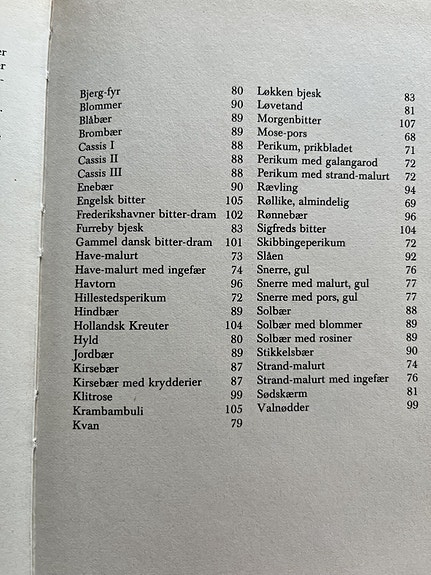 er
er
Bjerg-fyr 80
Blommer 90
Blåbær 89
Brombær 89
Cassis I 88
Cassis II 88
Cassis III 88
Enebær 90
Engelsk bitter 105
Frederikshavner bitter-dram 102
Furreby bjesk 83
Gammel dansk bitter-dram 101
Have-malurt 73
Have-malurt med ingefær 74
Havtorn 96
Hillestedsperikum 72
Hindbær 89
Hollandsk Kreuter 104
Hyld 80
Jordbær 89
Kirsebær 87
Kirsebær med krydderier 87
Klitrose 99
Krambambuli 105
Kvan 79
Løkken bjesk 83
Løvetand 81
Morgenbitter 107
Mose-pors 68
Perikum, prikbladet 71
Perikum med galangarod 72
Perikum med strand-malurt 72
Rævling 94
Røllike, almindelig 69
Rønnebær 96
Sigfreds bitter 104
Skibbingeperikum 72
Slåen 92
Snerre, gul 76
Snerre med malurt, gul 77
Snerre med pors, gul 77
Solbær 88
Solbær med blommer 89
Solbær med rosiner 89
Stikkelsbær 90
Strand-malurt 74
Strand-malurt med ingefær 76
Sødskærm 81
Valnødder 99